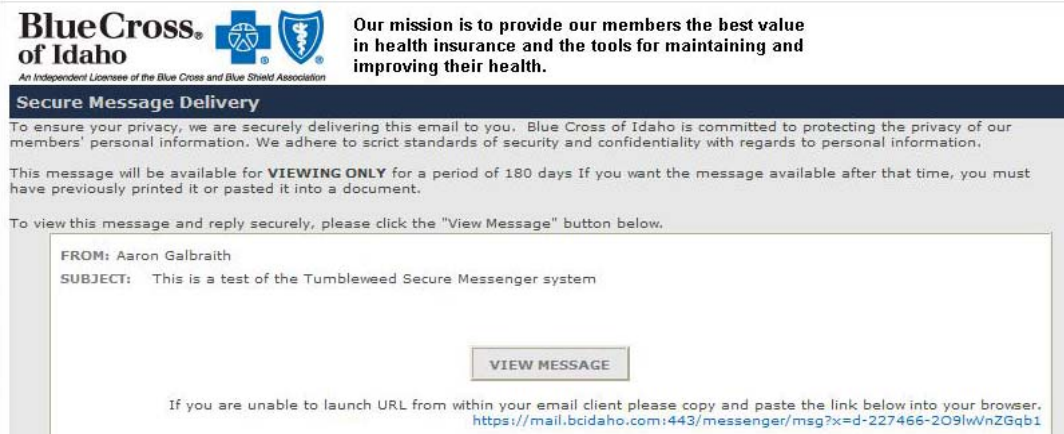 BlueCross®
of Idaho
An Independent Licensee of the Blue Cross and Blue Shield Association
Our mission is to provide our members the best value
in health insurance and the tools for maintaining and
improving their health.
Secure Message Delivery
To ensure your privacy, we are securely delivering this email to you.  Blue Cross of Idaho is committed to protecting the privacy of our
members' personal information. We adhere to scrict standards of security and confidentiality with regards to personal information.
This message will be available for VIEWING ONLY for a period of 180 days If you want the message available after that time, you must
have previously printed it or pasted it into a document.
To view this message and reply securely, please click the "View Message" button below.
FROM: Aaron Galbraith
SUBJECT: This is a test of the Tumbleweed Secure Messenger system
VIEW MESSAGE
If you are unable to launch URL from within your email client please copy and paste the link below into your browser.
https://mail.bcidaho.com:443/messenger/msg?x=d-227466-2O9lwVnZGqb1